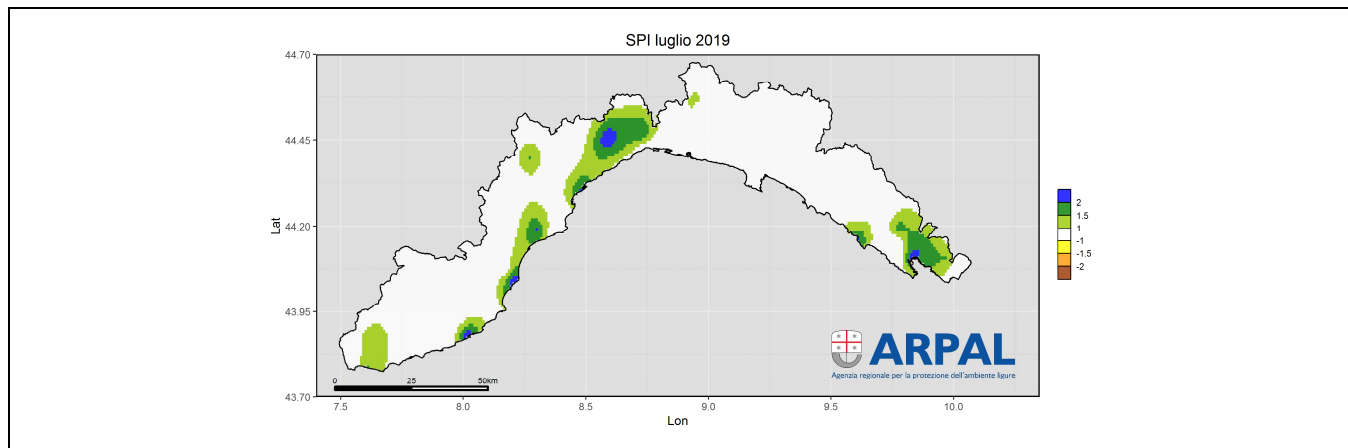 SPI luglio 2019
44.70
44.45
44.20
43.95
43.70
Lat
2
1.5
1
-1
-1.5
-2
ARPAL
Agenzia regionale per la protezione dell'ambiente ligure
0 25 50km
7.5 8.0 8.5 9.0 9.5 10.0
Lon